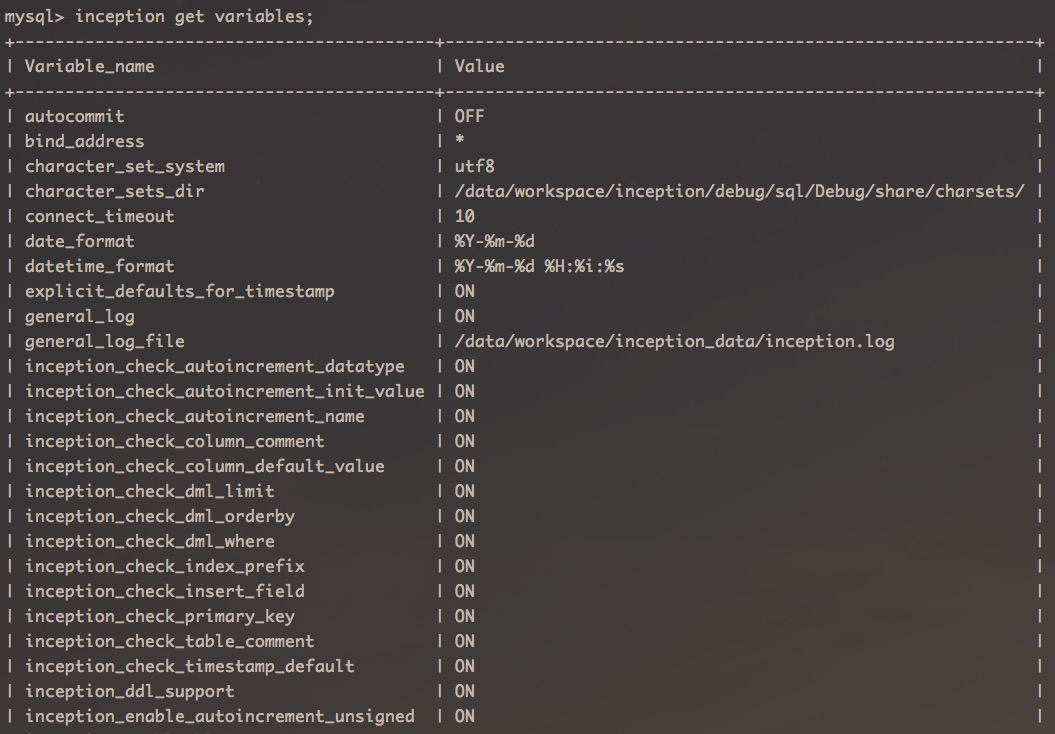 mysql> inception get variables;
+------------------------------------------+-----------------------------------------------------------+
| Variable_name | Value |
+------------------------------------------+-----------------------------------------------------------+
| autocommit | OFF |
| bind_address | * |
| character_set_system | utf8 |
| character_sets_dir | /data/workspace/inception/debug/sql/Debug/share/charsets/ |
| connect_timeout | 10 |
| date_format | %Y-%m-%d |
| datetime_format | %Y-%m-%d %H:%i:%s |
| explicit_defaults_for_timestamp | ON |
| general_log | ON |
| general_log_file | /data/workspace/inception_data/inception.log |
| inception_check_autoincrement_datatype | ON |
| inception_check_autoincrement_init_value | ON |
| inception_check_autoincrement_name | ON |
| inception_check_column_comment | ON |
| inception_check_column_default_value | ON |
| inception_check_dml_limit | ON |
| inception_check_dml_orderby | ON |
| inception_check_dml_where | ON |
| inception_check_index_prefix | ON |
| inception_check_insert_field | ON |
| inception_check_primary_key | ON |
| inception_check_table_comment | ON |
| inception_check_timestamp_default | ON |
| inception_ddl_support | ON |
| inception_enable_autoincrement_unsigned | ON |